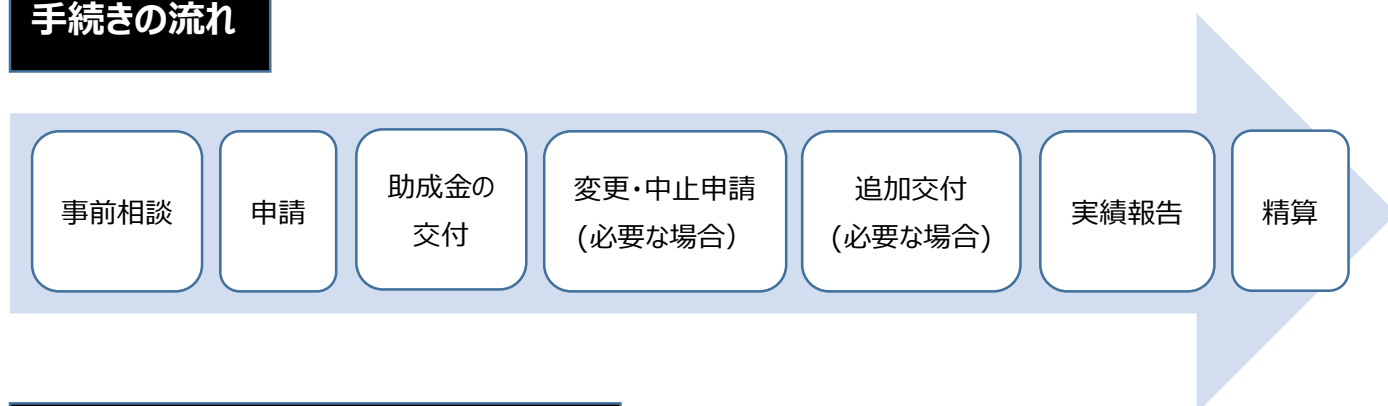 手続きの流れ
事前相談
申請
助成金の
交付
変更・中止申請
(必要な場合）
追加交付
(必要な場合)
実績報告
精算